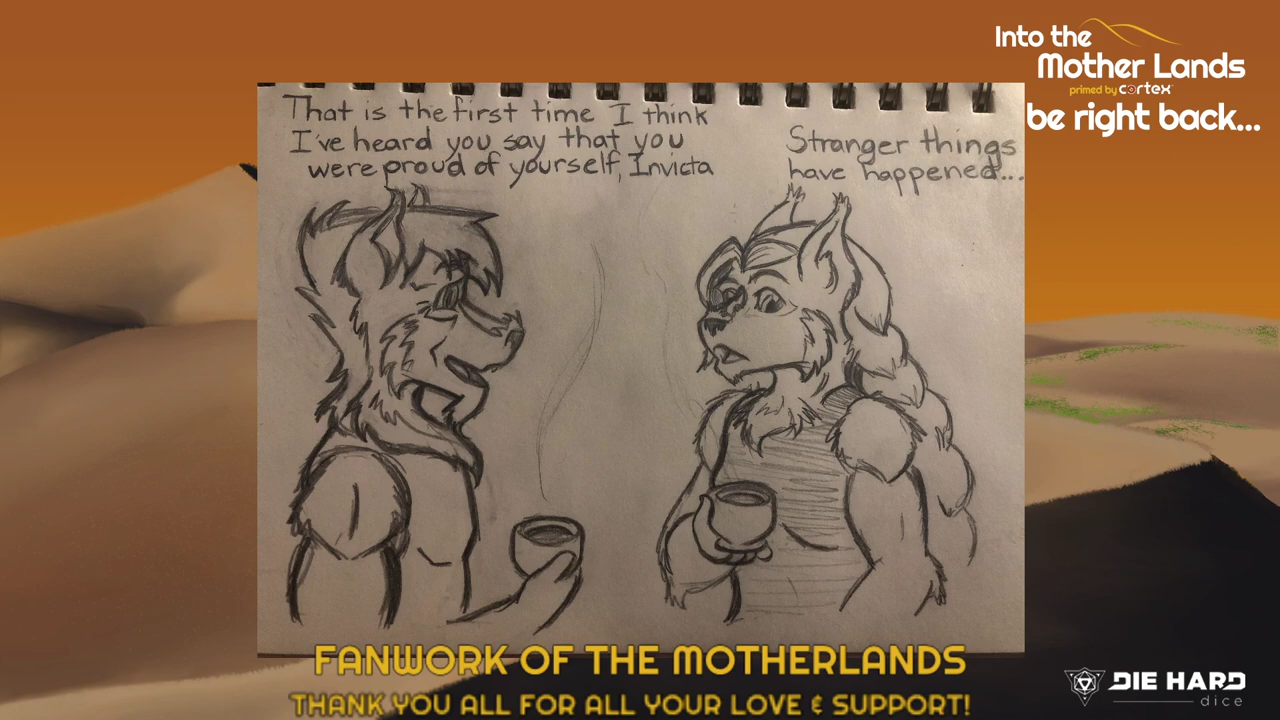 Into the
Mother Lands
primed by cortex
be right back...
That is the first time I think
I've heard you say that you
were proud of yourself, Invicta
Stranger things
have happened...
FANWORK OF THE MOTHERLANDS
THANK YOU ALL FOR ALL YOUR LOVE & SUPPORT!
DIE HARD
dice